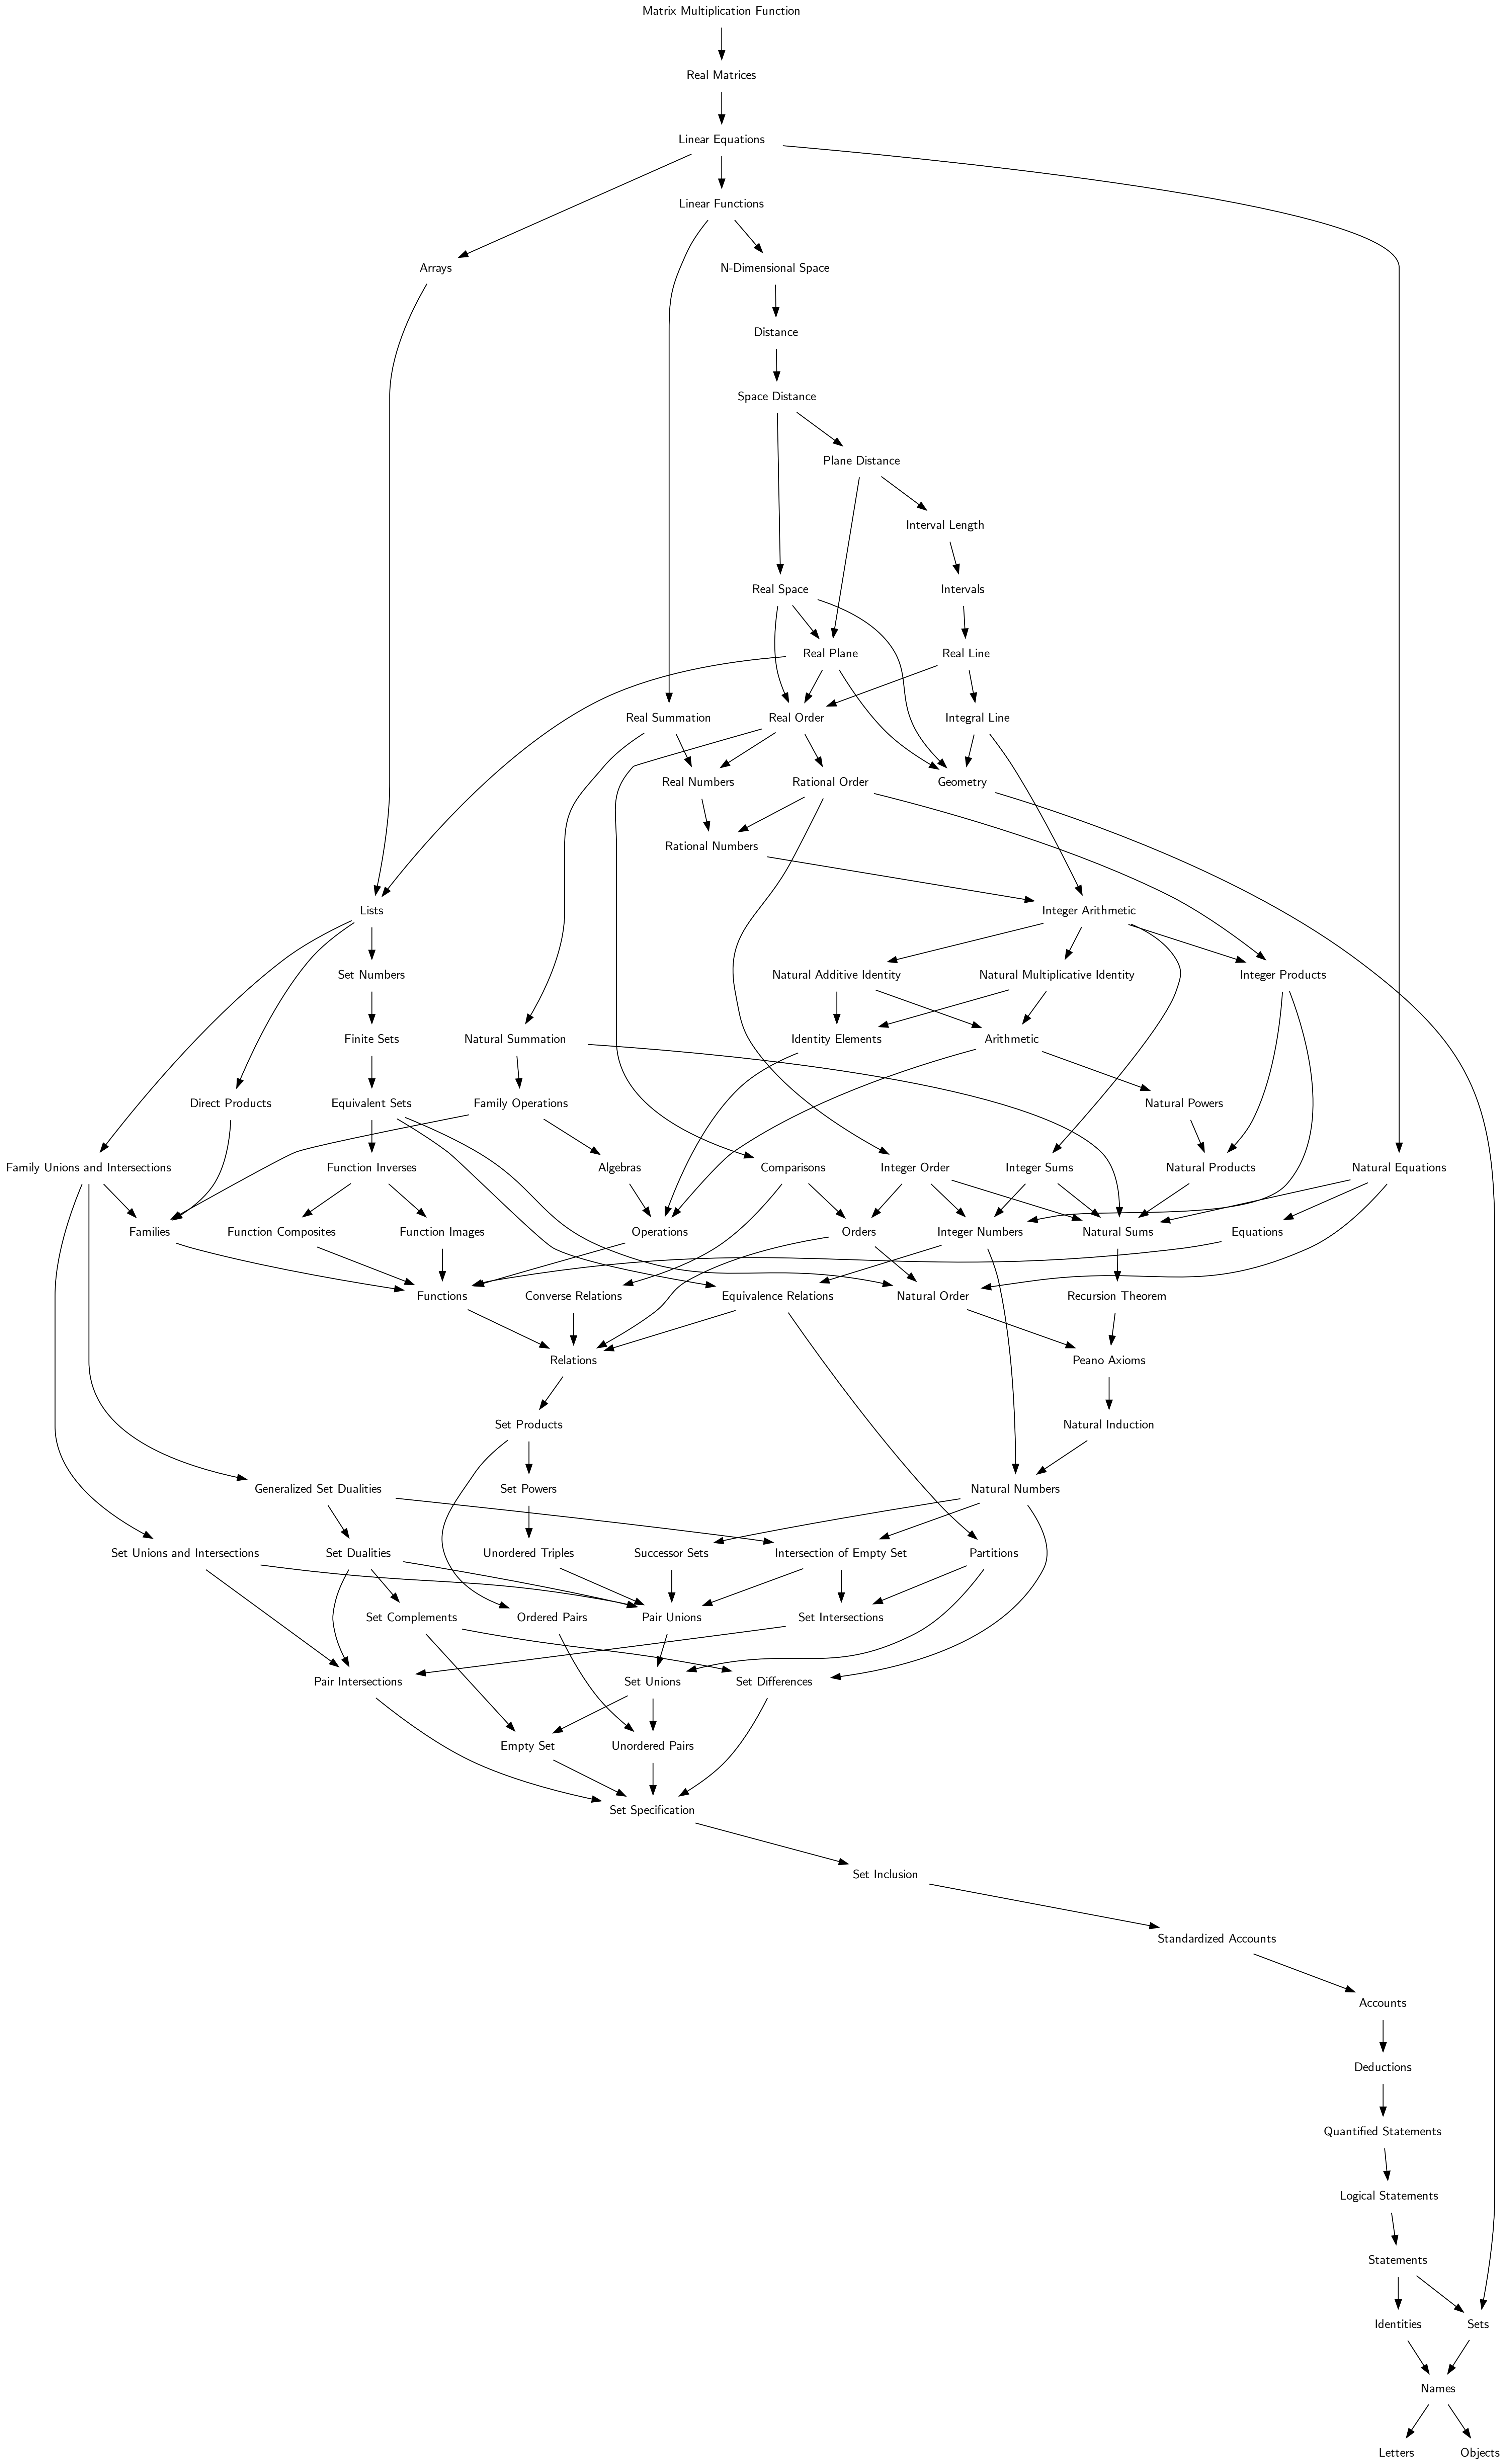 Matrix Multiplication Function
Real Matrices
Linear Equations
Linear Functions
Arrays
N-Dimensional Space
Distance
Space Distance
Plane Distance
Interval Length
Real Space
Intervals
Real Plane
Real Line
Real Summation
Real Order
Integral Line
Real Numbers
Rational Order
Geometry
Rational Numbers
Lists
Integer Arithmetic
Set Numbers
Natural Additive Identity
Natural Multiplicative Identity
Integer Products
Finite Sets
Natural Summation
Identity Elements
Arithmetic
Direct Products
Equivalent Sets
Family Operations
Natural Powers
Family Unions and Intersections
Function Inverses
Algebras
Comparisons
Integer Order
Integer Sums
Natural Products
Natural Equations
Families
Function Composites
Function Images
Operations
Orders
Integer Numbers
Natural Sums
Equations
Functions
Converse Relations
Equivalence Relations
Natural Order
Recursion Theorem
Relations
Peano Axioms
Set Products
Natural Induction
Generalized Set Dualities
Set Powers
Natural Numbers
Set Unions and Intersections
Set Dualities
Unordered Triples
Successor Sets
Intersection of Empty Set
Partitions
Set Complements
Ordered Pairs
Pair Unions
Set Intersections
Pair Intersections
Set Unions
Set Differences
Empty Set
Unordered Pairs
Set Specification
Set Inclusion
Standardized Accounts
Accounts
Deductions
Quantified Statements
Logical Statements
Statements
Identities
Sets
Names
Letters
Objects